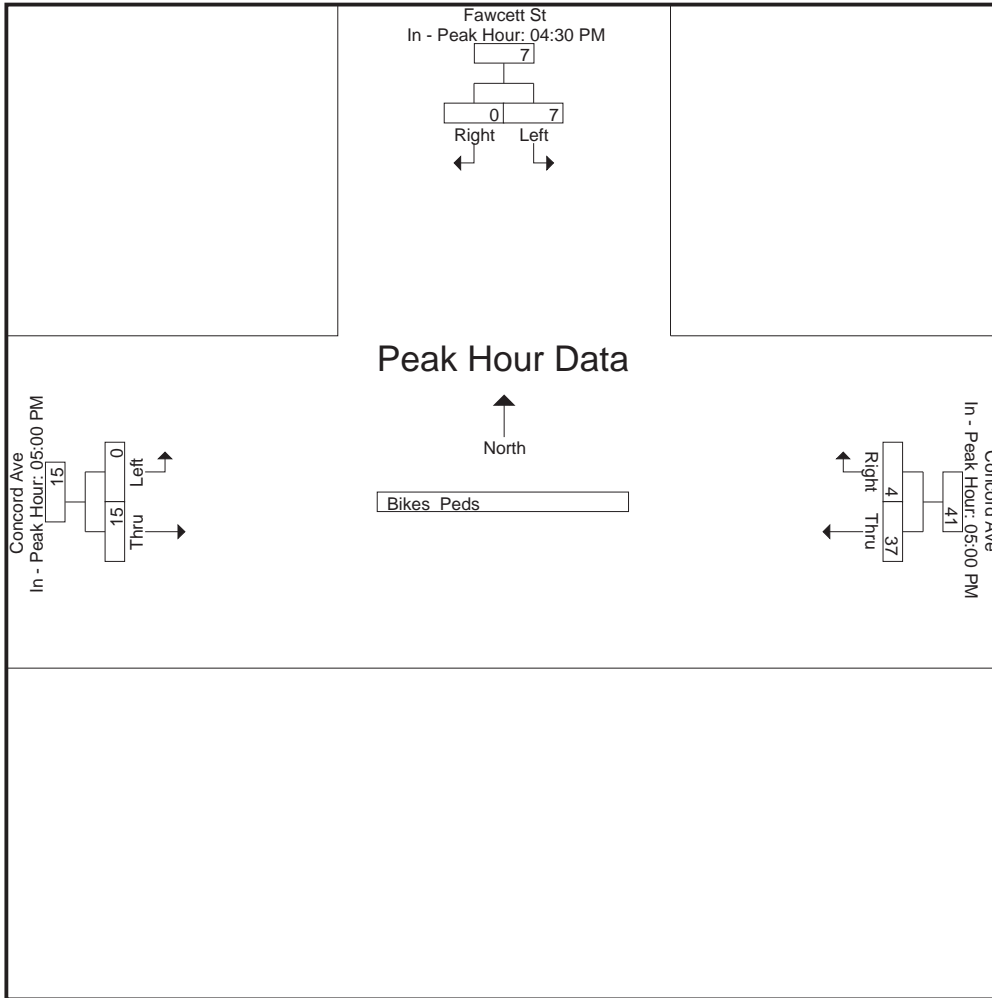 Fawcett St
In - Peak Hour: 04:30 PM
7
0 7
Right Left
Peak Hour Data
North
Bikes Peds
Concord Ave
In - Peak Hour: 05:00 PM
15
0 15
Left Thru
Concord Ave
In - Peak Hour: 05:00 PM
41
4 37
Right Thru